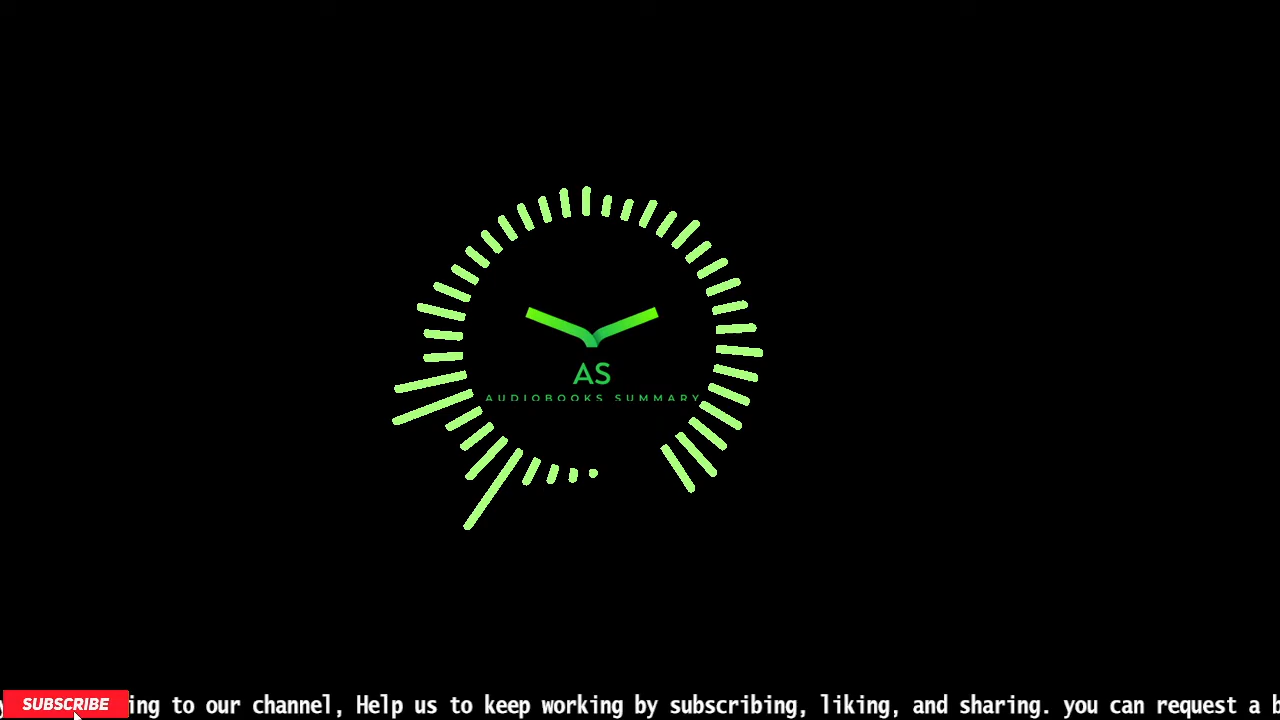 AS
AUDIOBOOKS SUMMARY
SUBSCRIBE
ing to our channel, Help us to keep working by subscribing, liking, and sharing. you can request a b